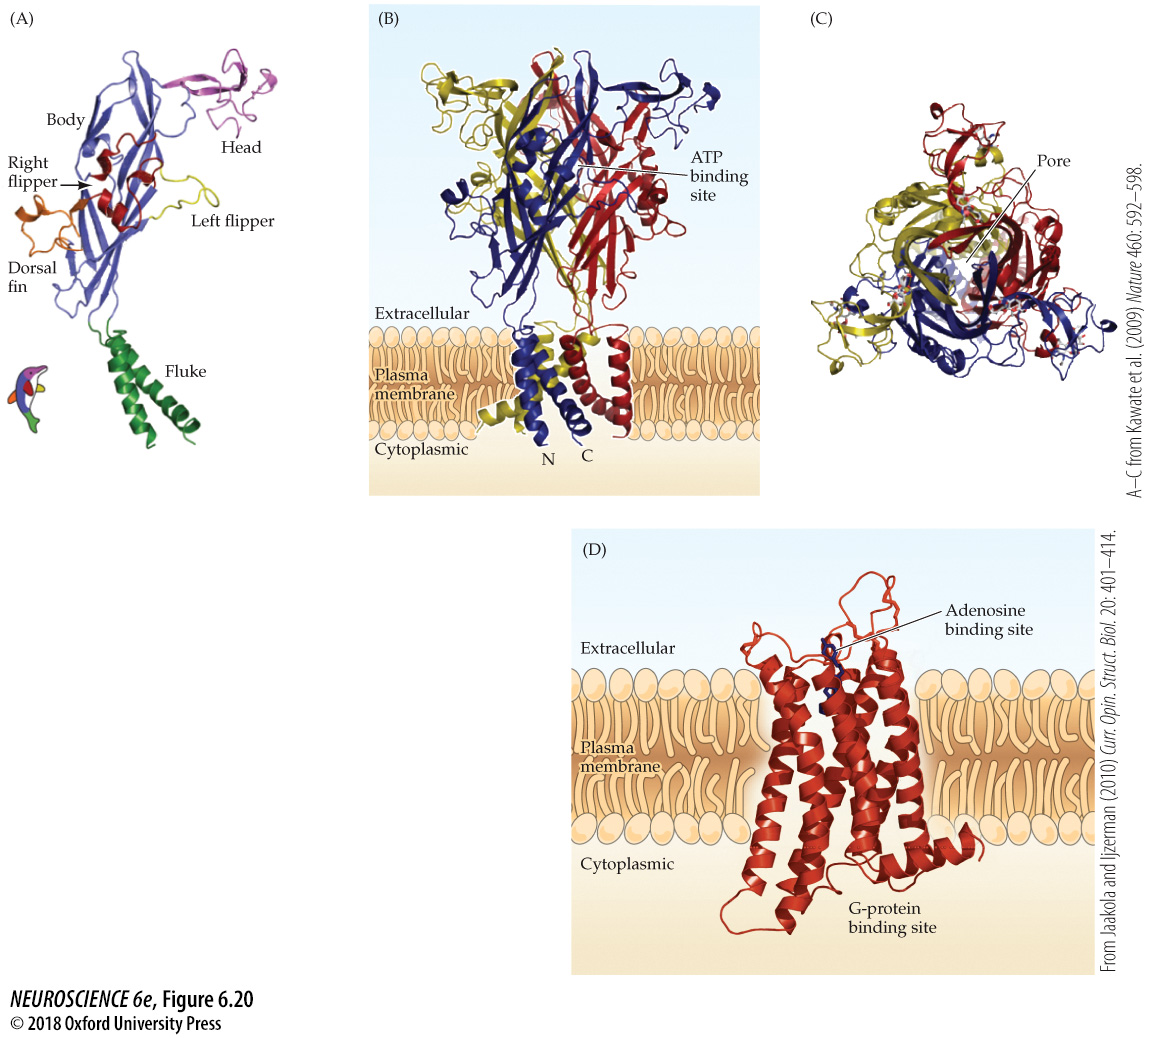 (A)
Body
Head
Right
flipper
Left flipper
Dorsal
fin
Fluke
(B)
ATP
binding
site
Extracellular
Plasma
membrane
Cytoplasmic
N
C
(C)
Pore
A–C from Kawate et al. (2009) Nature 460: 592–598.
(D)
Adenosine
binding site
Extracellular
Plasma
membrane
Cytoplasmic
G-protein
binding site
From Jaakola and Ijzerman (2010) Curr. Opin. Struct. Biol. 20: 401–414.
NEUROSCIENCE 6e, Figure 6.20
© 2018 Oxford University Press